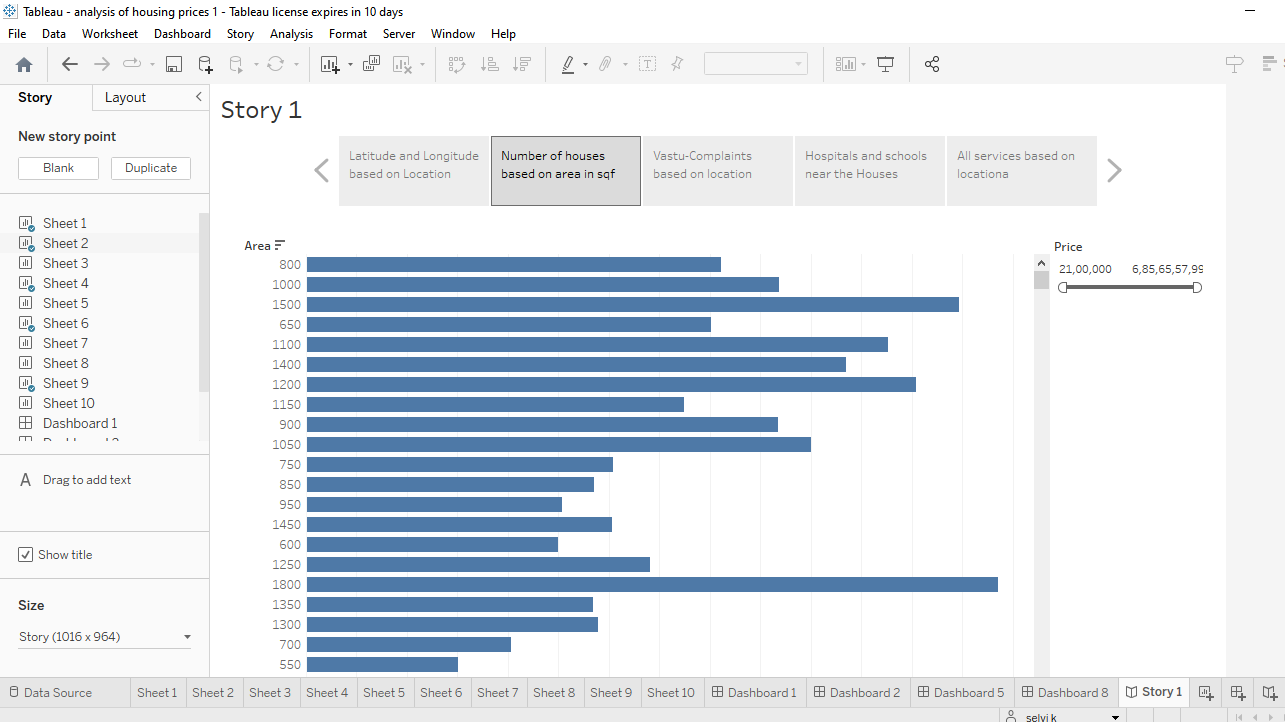 Tableau - analysis of housing prices 1 - Tableau license expires in 10 days
File Data Worksheet Dashboard Story Analysis Format Server Window Help
Story Layout
New story point
Blank Duplicate
Sheet 1
Sheet 2
Sheet 3
Sheet 4
Sheet 5
Sheet 6
Sheet 7
Sheet 8
Sheet 9
Sheet 10
Dashboard 1
A Drag to add text
Show title
Size
Story (1016 x 964)
Story 1
Latitude and Longitude
based on Location
Number of houses
based on area in sqf
Vastu-Complaints
based on location
Hospitals and schools
near the Houses
All services based on
locationa
Area
800
1000
1500
650
1100
1400
1200
1150
900
1050
750
850
950
1450
600
1250
1800
1350
1300
700
550
Price
21,00,000 6,85,65,57,99
Data Source Sheet 1 Sheet 2 Sheet 3 Sheet 4 Sheet 5 Sheet 6 Sheet 7 Sheet 8 Sheet 9 Sheet 10 Dashboard 1 Dashboard 2 Dashboard 5 Dashboard 8 Story 1
selvi k